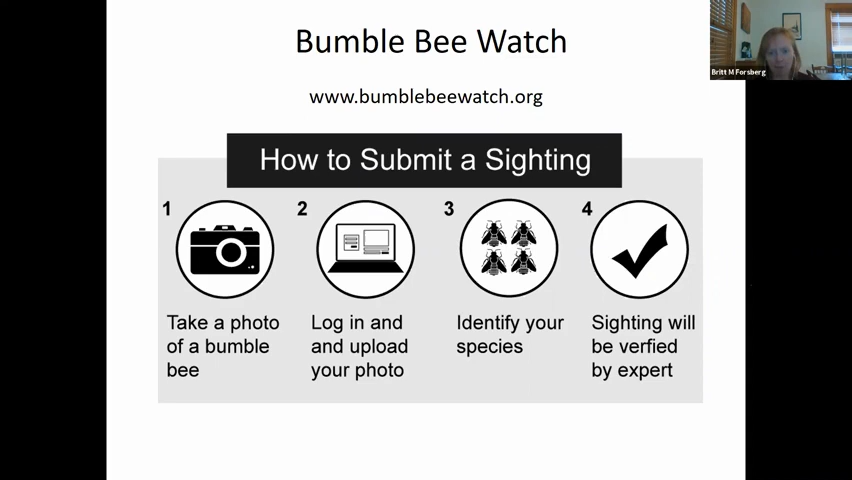 Bumble Bee Watch
www.bumblebeewatch.org
How to Submit a Sighting
1
Take a photo
of a bumble
bee
2
Log in and
and upload
your photo
3
Identify your
species
4
Sighting will
be verfied
by expert
Britt M Forsberg